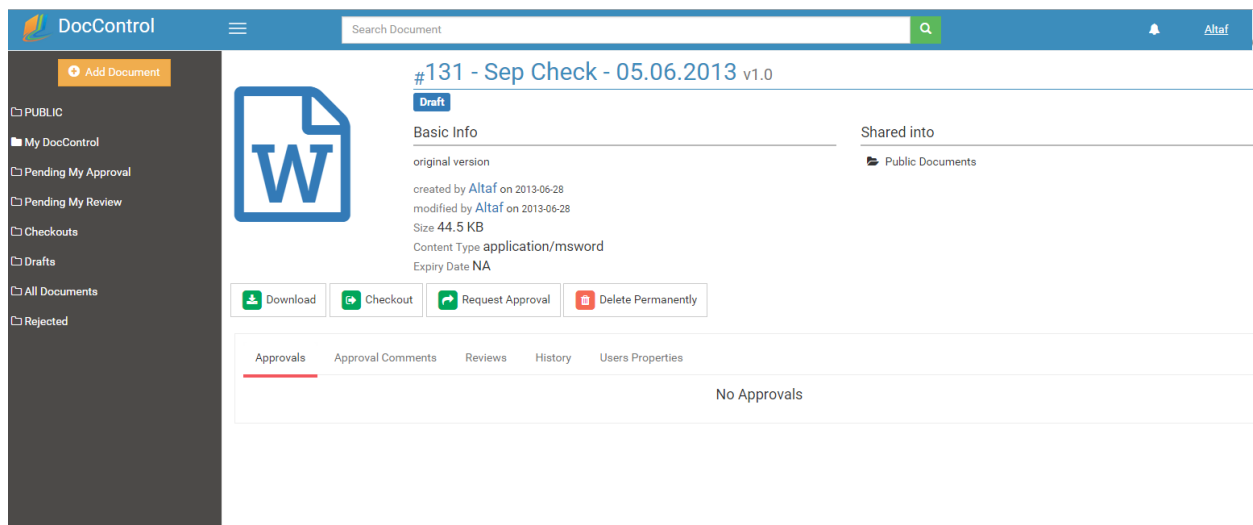 DocControl
Search Document
Altaf
Add Document
PUBLIC
My DocControl
Pending My Approval
Pending My Review
Checkouts
Drafts
All Documents
Rejected
W
#131 - Sep Check - 05.06.2013 v1.0
Draft
Basic Info
original version
created by Altaf on 2013-06-28
modified by Altaf on 2013-06-28
Size 44.5 KB
Content Type application/msword
Expiry Date NA
Shared into
Public Documents
Download Checkout Request Approval Delete Permanently
Approvals Approval Comments Reviews History Users Properties
No Approvals